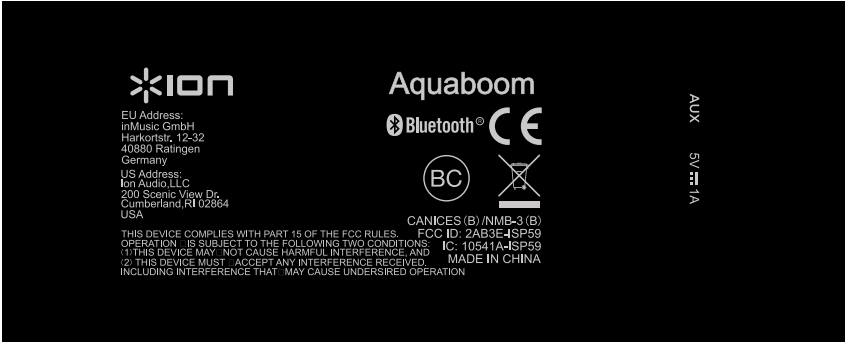 ion
EU Address:
inMusic GmbH
Harkortstr. 12-32
40880 Ratingen
Germany
US Address:
Ion Audio,LLC
200 Scenic View Dr.
Cumberland,RI 02864
USA
THIS DEVICE COMPLIES WITH PART 15 OF THE FCC RULES.
OPERATION □IS SUBJECT TO THE FOLLOWING TWO CONDITIONS:
(1)THIS DEVICE MAY□NOT CAUSE HARMFUL INTERFERENCE, AND
(2) THIS DEVICE MUST □ACCEPT ANY INTERFERENCE RECEIVED.
INCLUDING INTERFERENCE THAT□MAY CAUSE UNDERSIRED OPERATION
Aquaboom
Bluetooth® CE
BC
CANICES (B) /NMB-3 (B)
FCC ID: 2AB3E-ISP59
IC: 10541A-ISP59
MADE IN CHINA
AUX
5V⎓1A